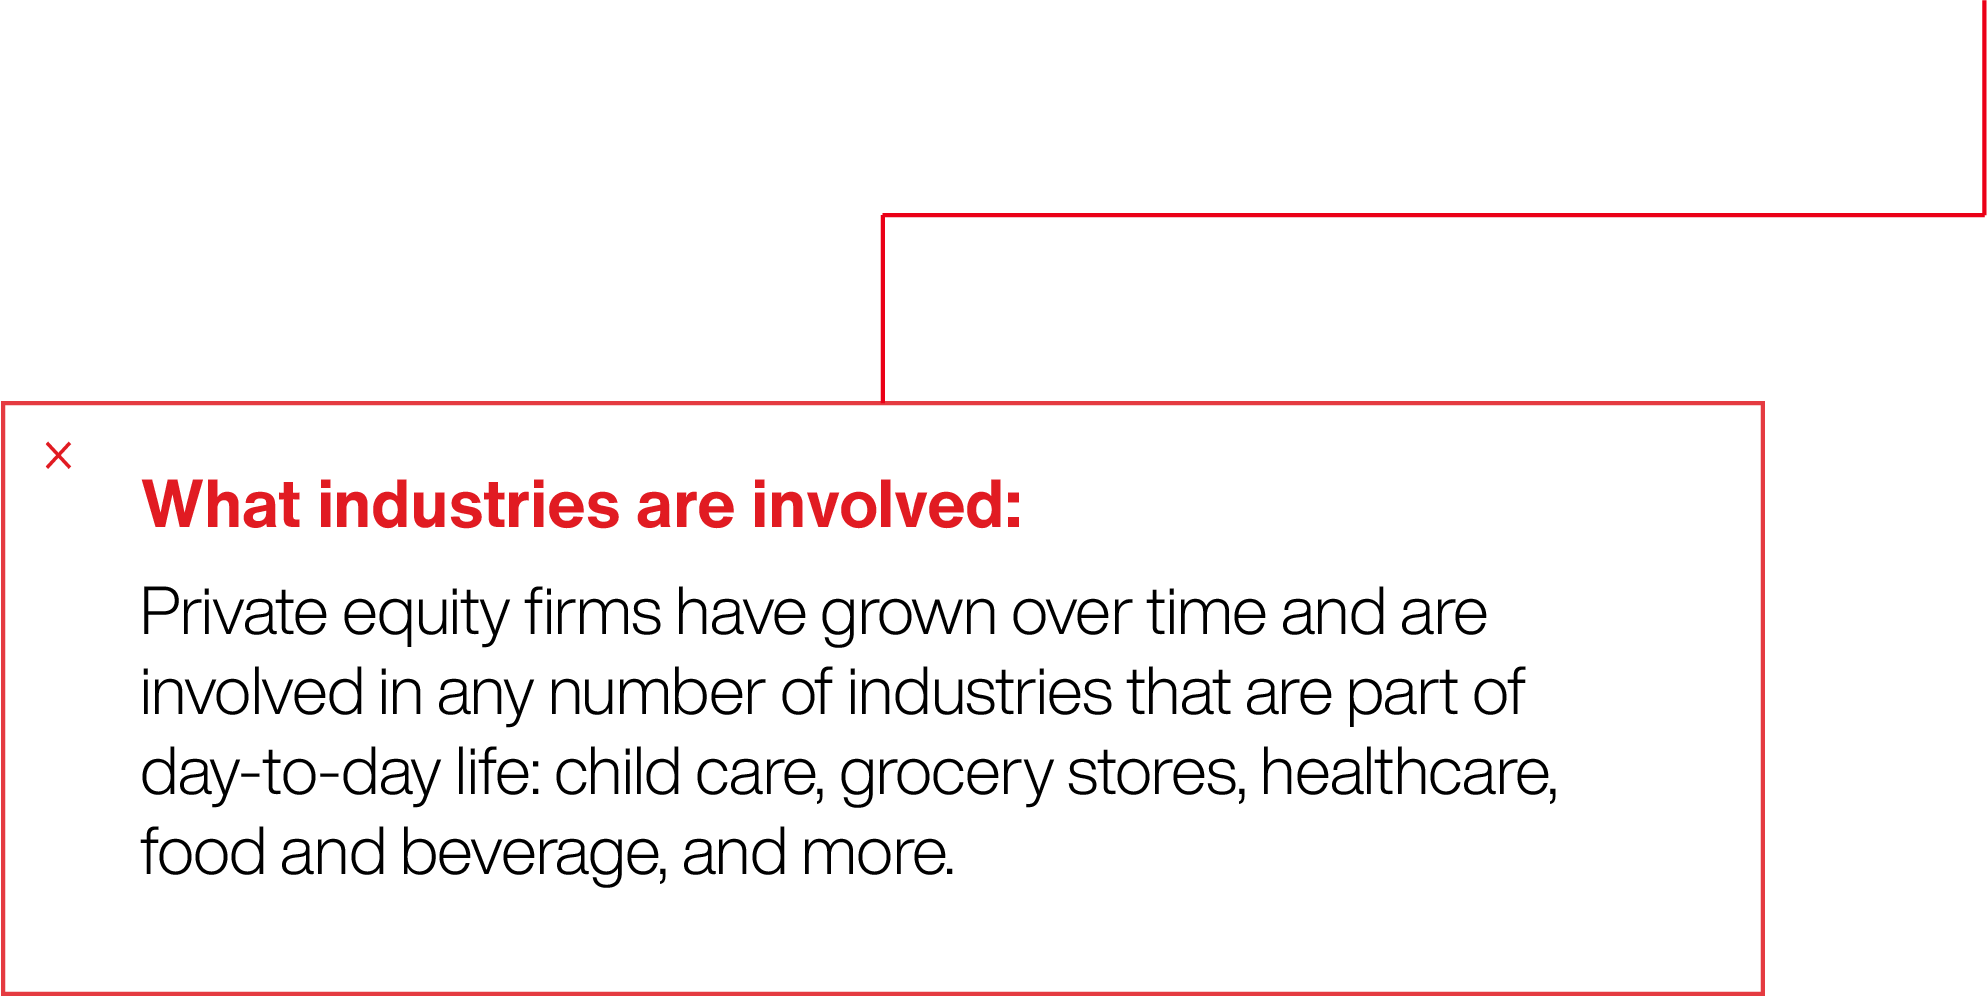 What industries are involved:
Private equity firms have grown over time and are
involved in any number of industries that are part of
day-to-day life: child care, grocery stores, healthcare,
food and beverage, and more.